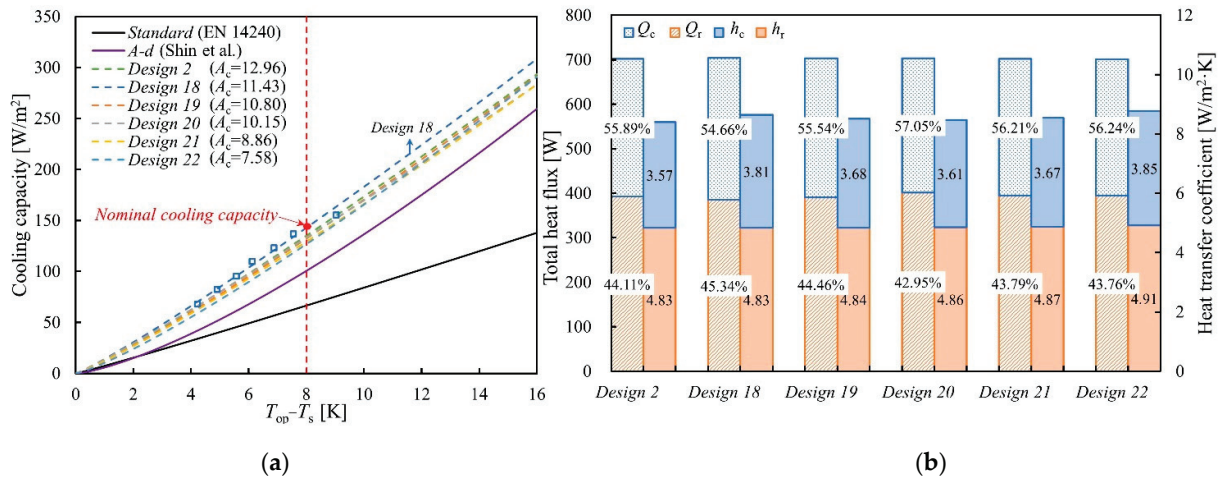 350
300
250
200
150
100
50
0
Cooling capacity [W/m²]
Standard (EN 14240)
A-d (Shin et al.)
Design 2 (Ac=12.96)
Design 18 (Ac=11.43)
Design 19 (Ac=10.80)
Design 20 (Ac=10.15)
Design 21 (Ac=8.86)
Design 22 (Ac=7.58)
Design 18
Nominal cooling capacity
0 2 4 6 8 10 12 14 16
Top–Ts [K]
(a)
800
700
600
500
400
300
200
100
0
Total heat flux [W]
Qc Qr hc hr
55.89% 54.66% 55.54% 57.05% 56.21% 56.24%
3.57 3.81 3.68 3.61 3.67 3.85
44.11% 45.34% 44.46% 42.95% 43.79% 43.76%
4.83 4.83 4.84 4.86 4.87 4.91
Design 2 Design 18 Design 19 Design 20 Design 21 Design 22
12
10
8
6
4
2
0
Heat transfer coefficient [W/m²·K]
(b)